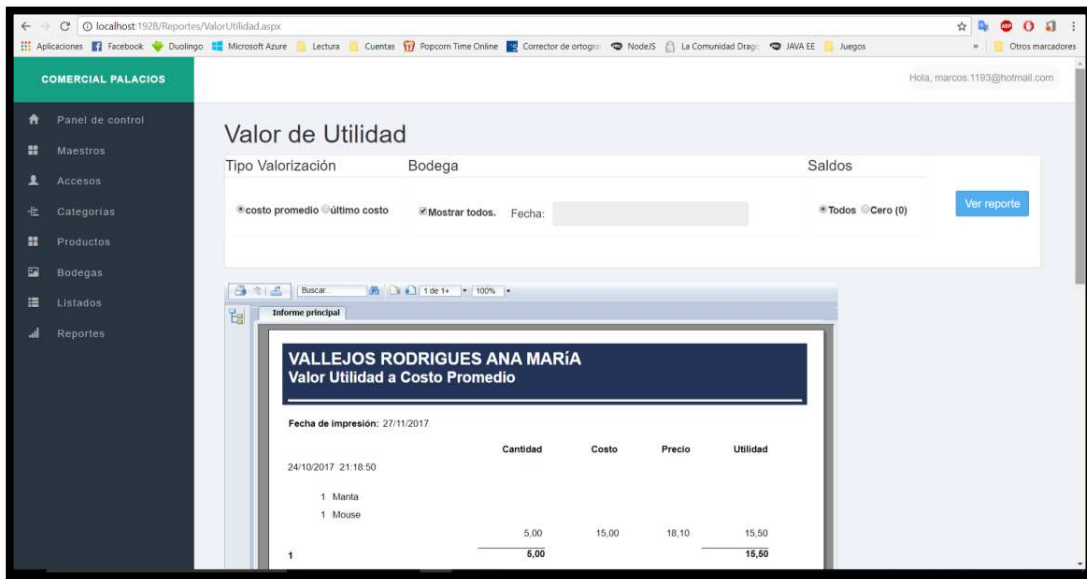 localhost:1928/Reportes/ValorUtilidad.aspx
Aplicaciones Facebook Duolingo Microsoft Azure Lectura Cuentas Popcorn Time Online Corrector de ortogra NodeJS La Comunidad Drag JAVA EE Juegos » Otros marcadores
COMERCIAL PALACIOS
Hola, marcos.1193@hotmail.com
Panel de control
Maestros
Accesos
Categorías
Productos
Bodegas
Listados
Reportes
Valor de Utilidad
Tipo Valorización Bodega Saldos
costo promedio último costo Mostrar todos. Fecha: Todos Cero (0) Ver reporte
Buscar... 1 de 1+ 100%
Informe principal
VALLEJOS RODRIGUES ANA MARíA
Valor Utilidad a Costo Promedio
Fecha de impresión: 27/11/2017
Cantidad Costo Precio Utilidad
24/10/2017 21:18:50
1 Manta
1 Mouse
5,00 15,00 18,10 15,50
1 5,00 15,50